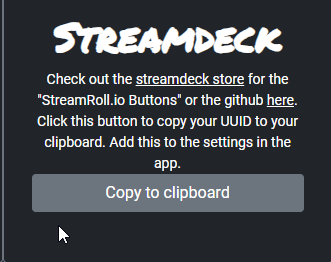 STREAMDECK
Check out the streamdeck store for the
"StreamRoll.io Buttons" or the github here.
Click this button to copy your UUID to your
clipboard. Add this to the settings in the
app.
Copy to clipboard